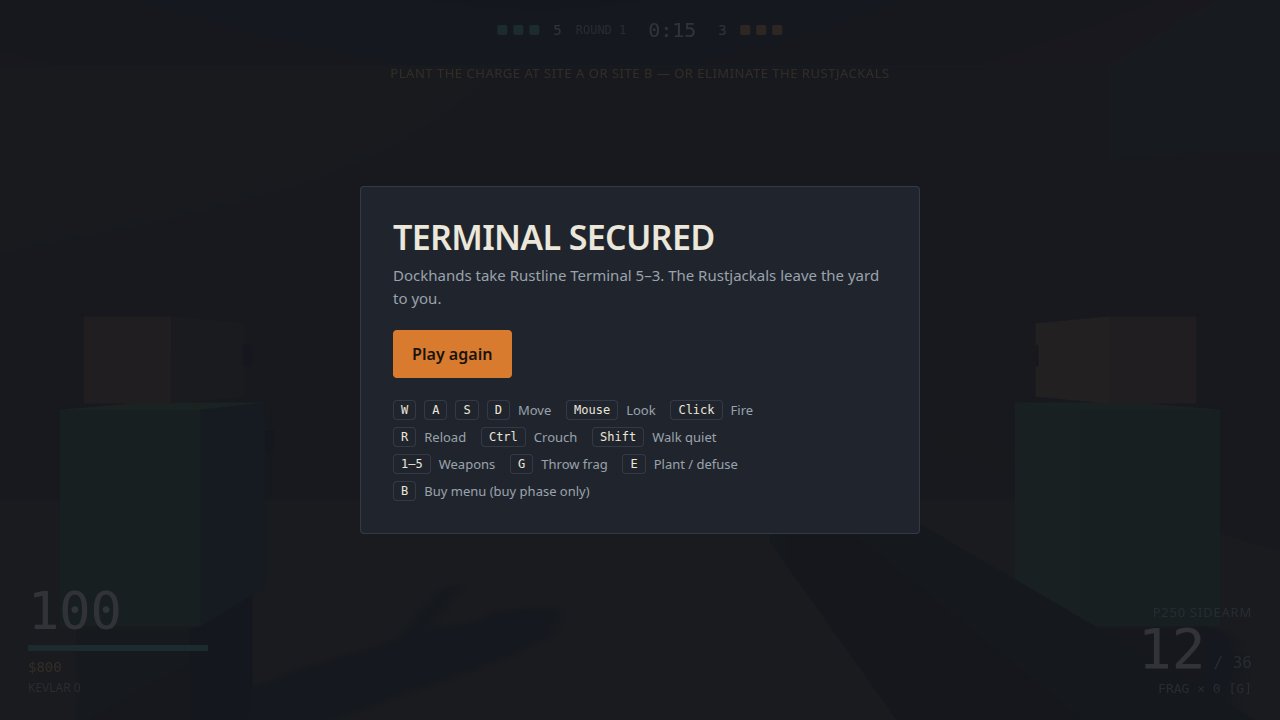 5 ROUND 1 0:15 3
PLANT THE CHARGE AT SITE A OR SITE B — OR ELIMINATE THE RUSTJACKALS
TERMINAL SECURED
Dockhands take Rustline Terminal 5–3. The Rustjackals leave the yard
to you.
Play again
W A S D Move Mouse Look Click Fire
R Reload Ctrl Crouch Shift Walk quiet
1–5 Weapons G Throw frag E Plant / defuse
B Buy menu (buy phase only)
100
$800
KEVLAR 0
P250 SIDEARM
12 / 36
FRAG × 0 [G]